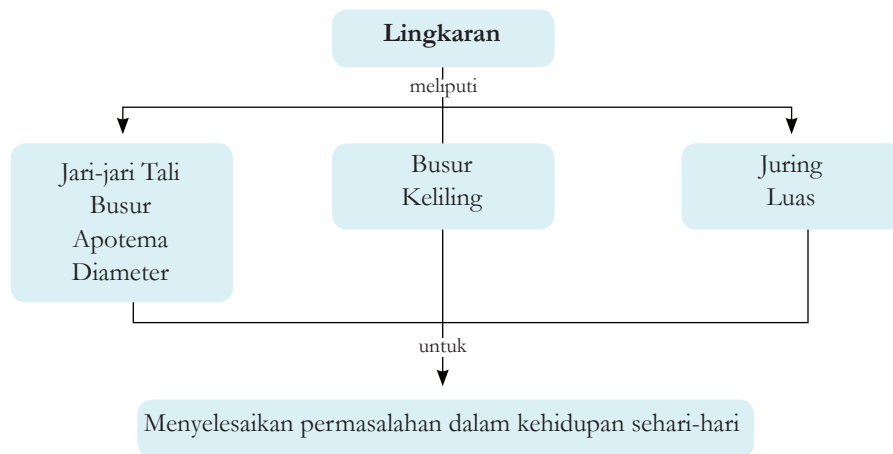 Lingkaran
meliputi
Jari-jari Tali
Busur
Apotema
Diameter
Busur
Keliling
Juring
Luas
untuk
Menyelesaikan permasalahan dalam kehidupan sehari-hari